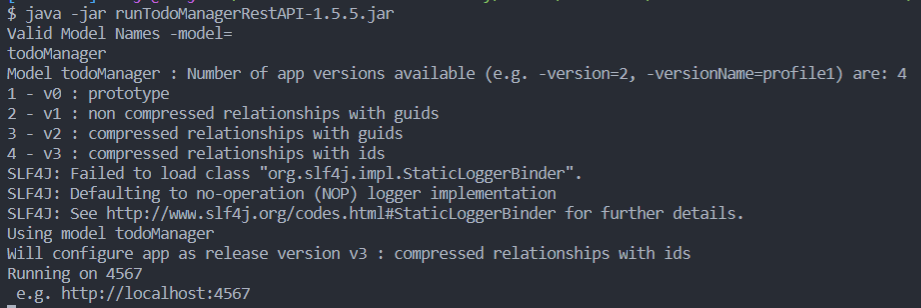 $ java -jar runTodoManagerRestAPI-1.5.5.jar
Valid Model Names -model=
todoManager
Model todoManager : Number of app versions available (e.g. -version=2, -versionName=profile1) are: 4
1 - v0 : prototype
2 - v1 : non compressed relationships with guids
3 - v2 : compressed relationships with guids
4 - v3 : compressed relationships with ids
SLF4J: Failed to load class "org.slf4j.impl.StaticLoggerBinder".
SLF4J: Defaulting to no-operation (NOP) logger implementation
SLF4J: See http://www.slf4j.org/codes.html#StaticLoggerBinder for further details.
Using model todoManager
Will configure app as release version v3 : compressed relationships with ids
Running on 4567
 e.g. http://localhost:4567